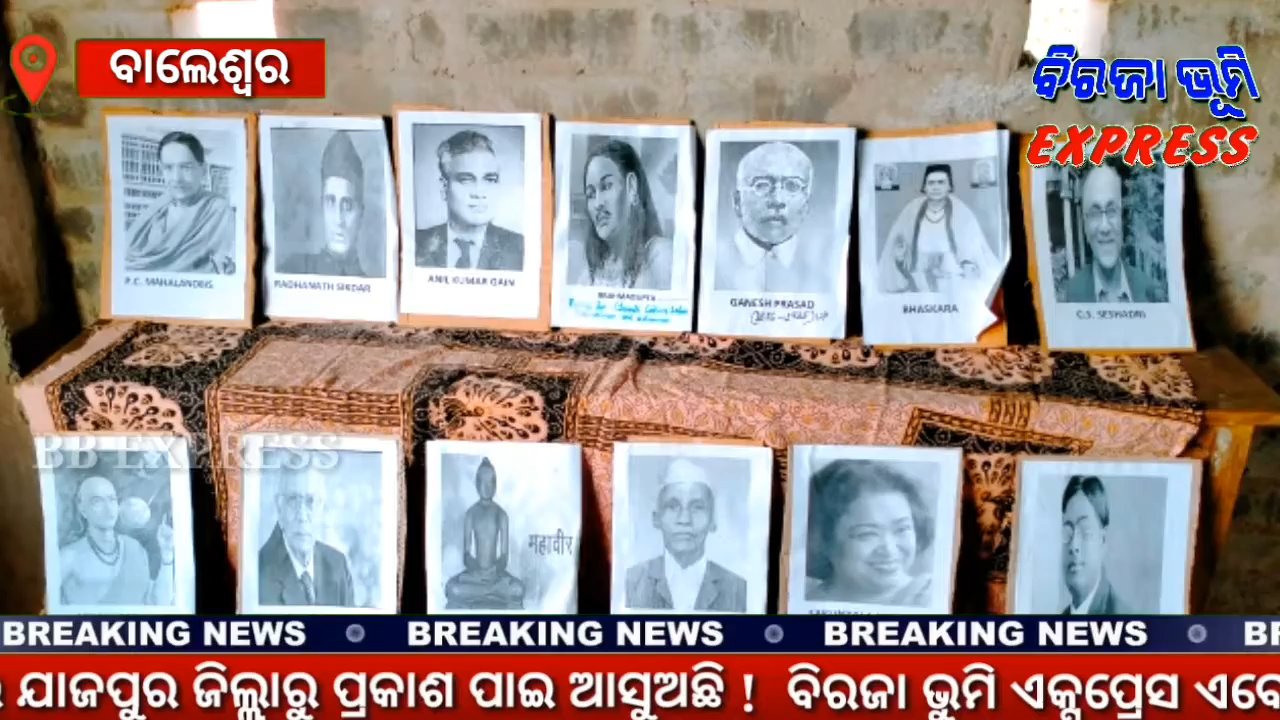 ବାଲେଶ୍ୱର
ବିରଜା ଭୂମି
EXPRESS
P.C. MAHALANOBIS
RADHANATH SIKDAR
ANIL KUMAR GAIN
GANESH PRASAD
BHASKARA
C.S. SESHADRI
BB EXPRESS
महावीर
BREAKING NEWS BREAKING NEWS BREAKING NEWS
ଯାଜପୁର ଜିଲ୍ଲାରୁ ପ୍ରକାଶ ପାଇ ଆସୁଅଛି ! ବିରଜା ଭୁମି ଏକ୍ସପ୍ରେସ